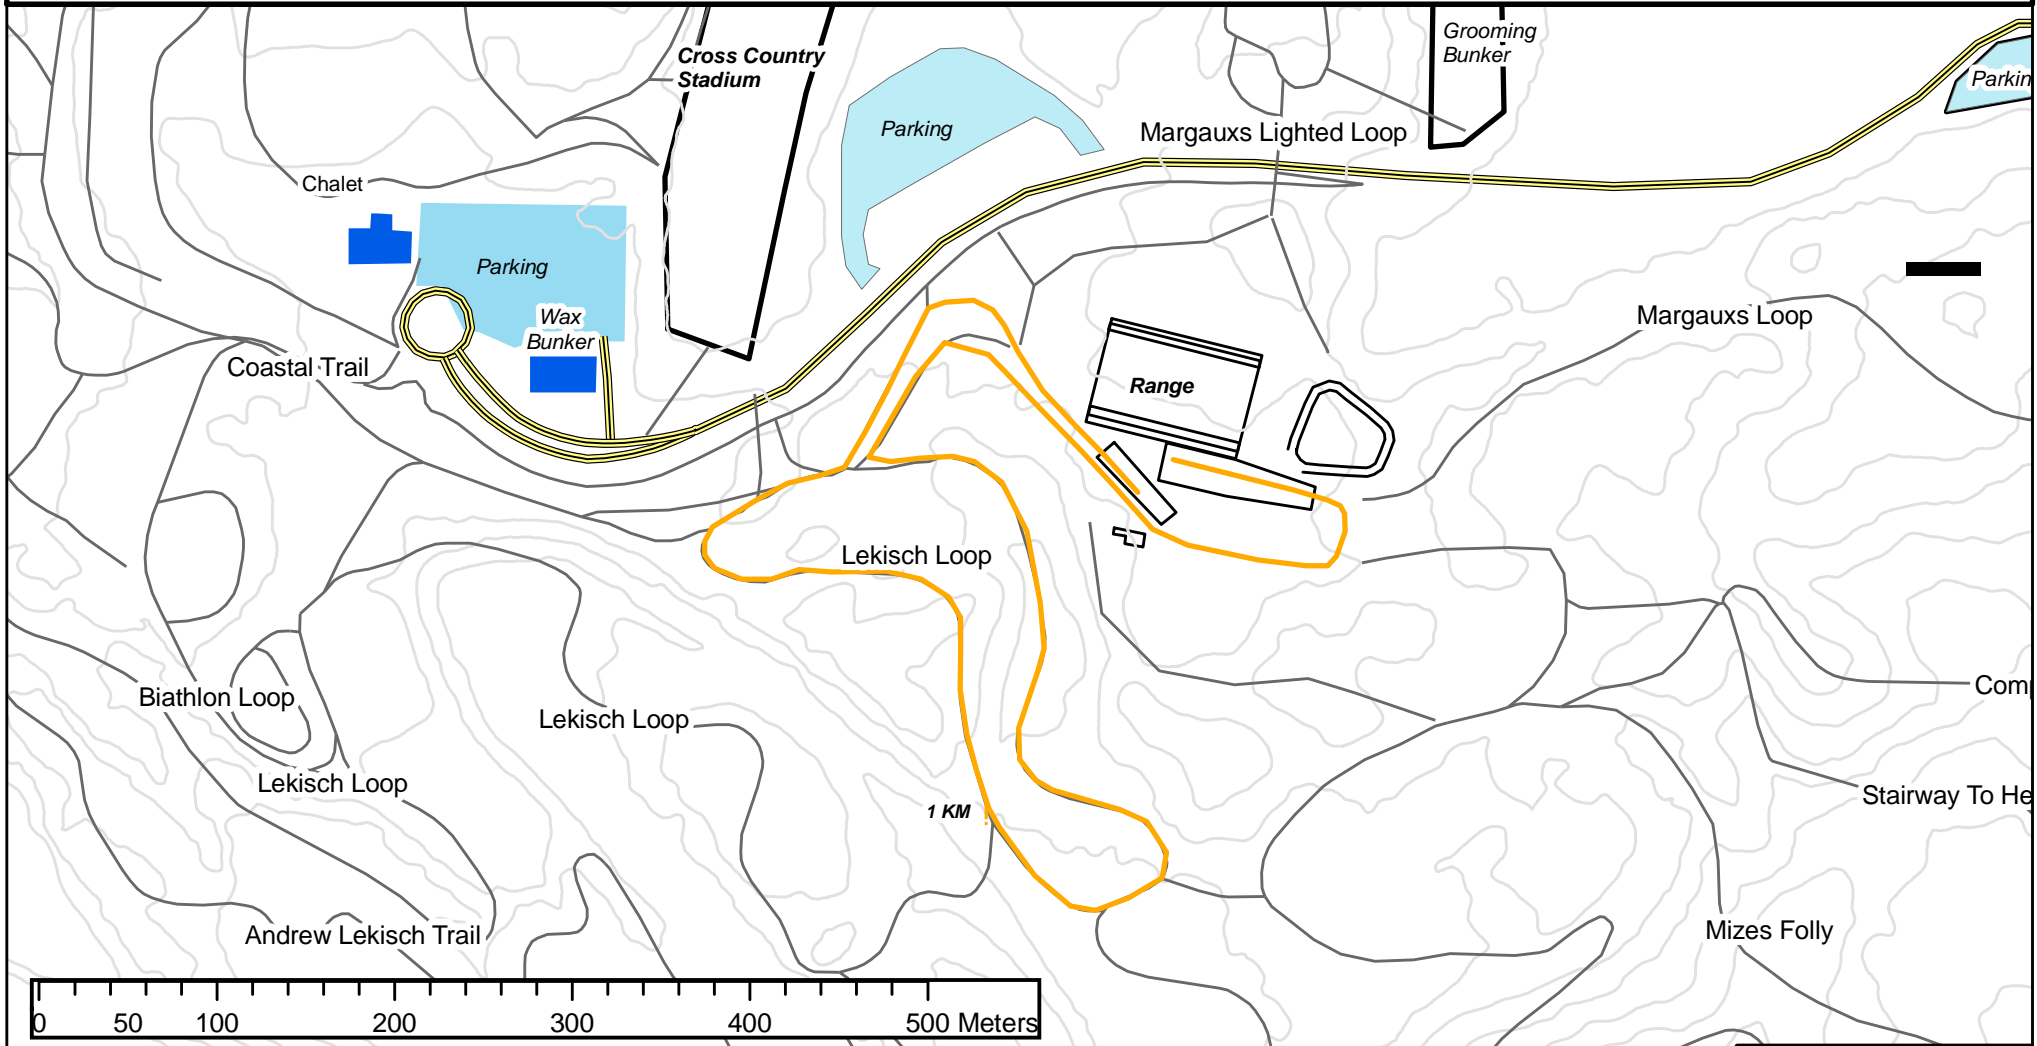 Grooming
Bunker
Cross Country
Stadium
Parkin
Parking
Margauxs Lighted Loop
Chalet
Parking
Wax
Bunker
Margauxs Loop
Coastal Trail
Range
Lekisch Loop
Biathlon Loop
Com
Lekisch Loop
Lekisch Loop
Stairway To He
1 KM
Andrew Lekisch Trail
Mizes Folly
0 50 100 200 300 400 500 Meters